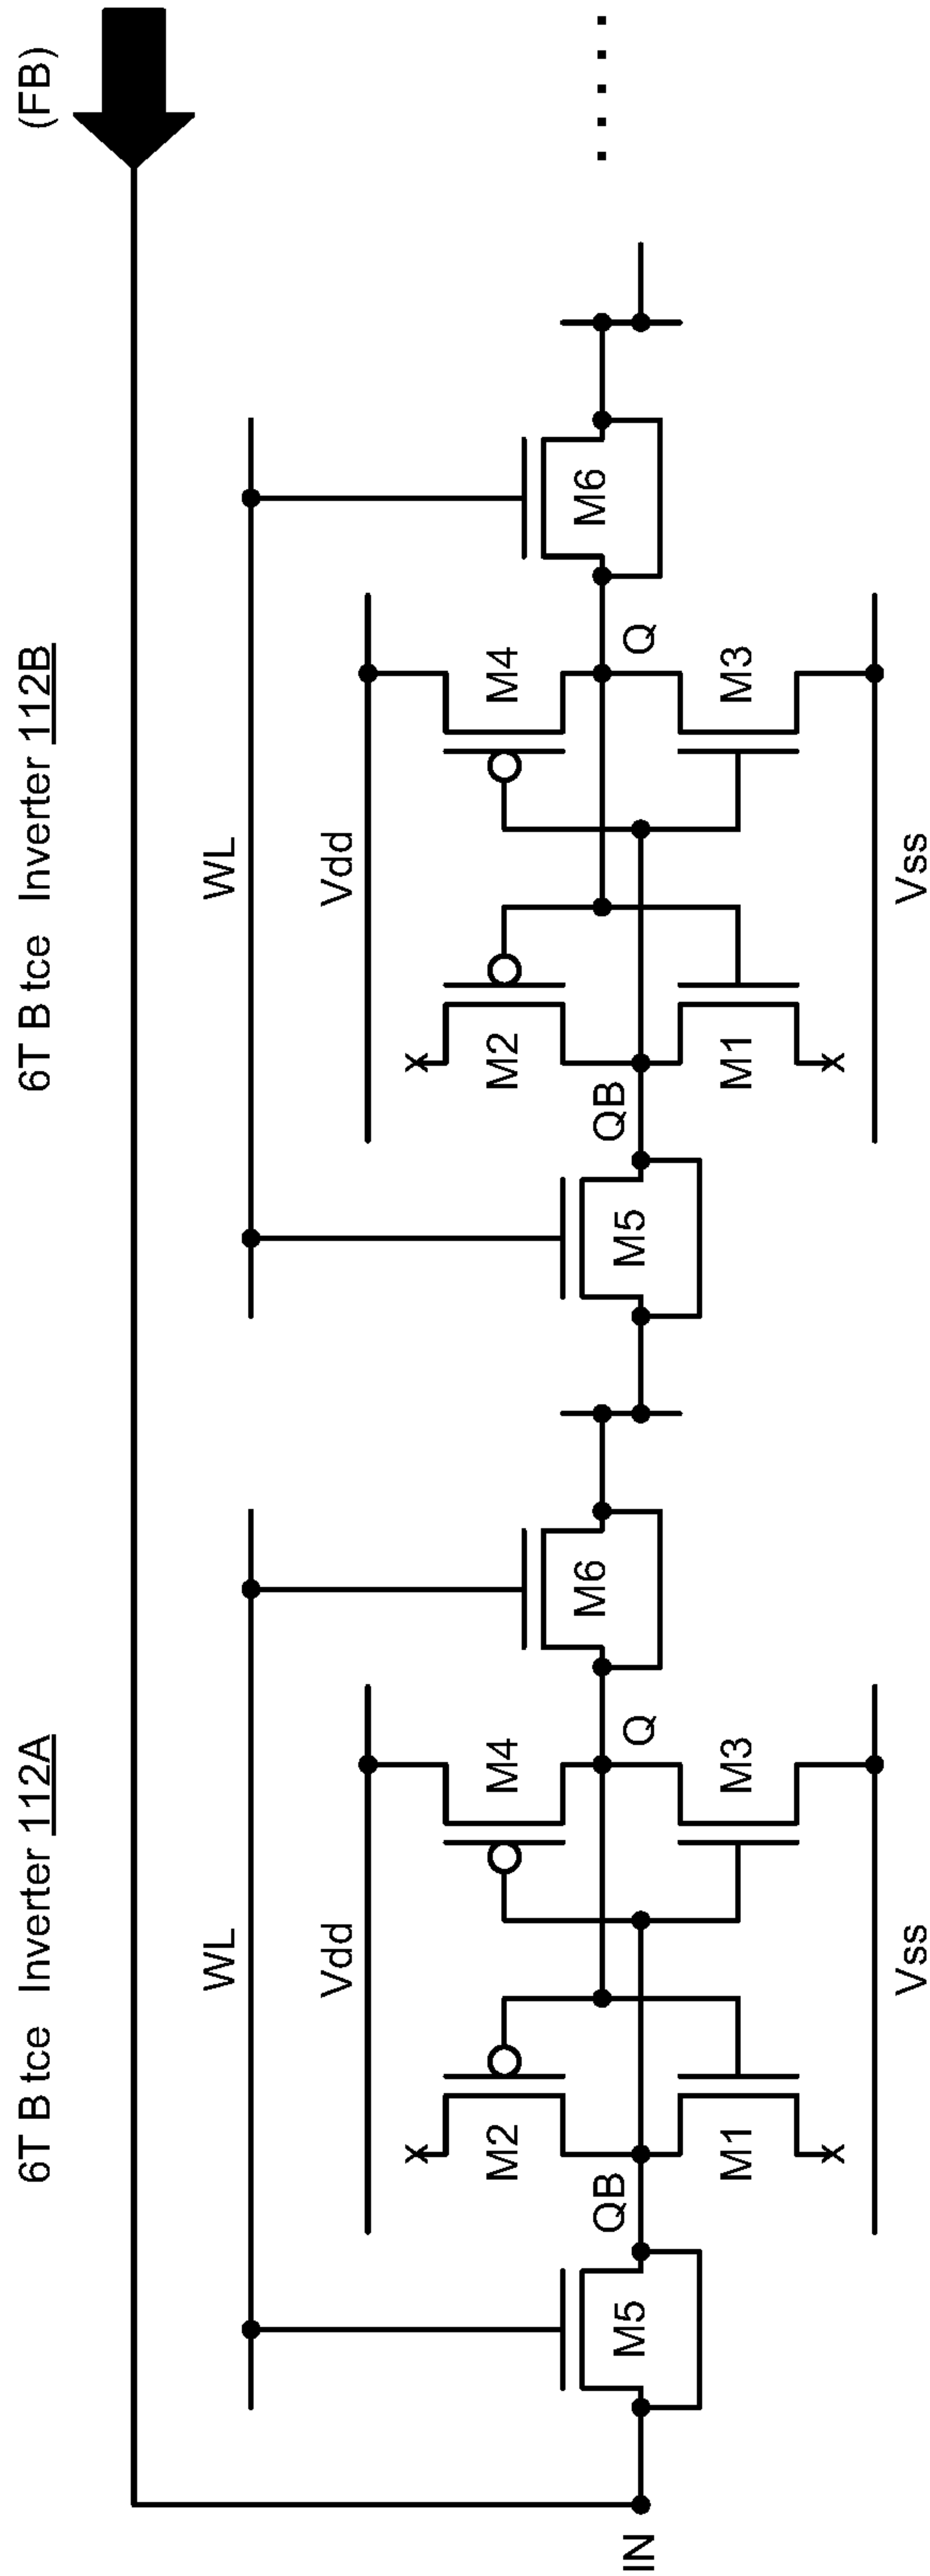 6T B tce Inverter 112A
6T B tce Inverter 112B
(FB)
WL
WL
Vdd
Vdd
M2
M4
M6
M2
M4
M6
QB
Q
QB
Q
IN
M5
M5
M1
M3
M1
M3
x
x
x
x
Vss
Vss